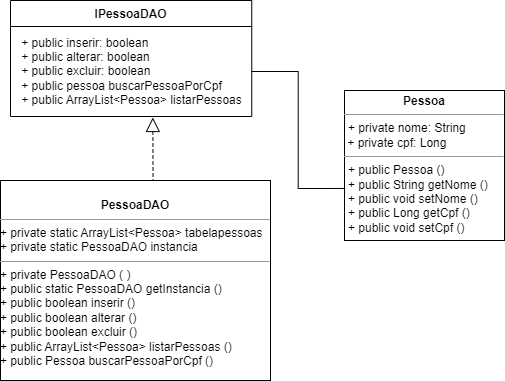 IPessoaDAO
+ public inserir: boolean
+ public alterar: boolean
+ public excluir: boolean
+ public pessoa buscarPessoaPorCpf
+ public ArrayList<Pessoa> listarPessoas
Pessoa
+ private nome: String
+ private cpf: Long
+ public Pessoa ()
+ public String getNome ()
+ public void setNome ()
+ public Long getCpf ()
+ public void setCpf ()
PessoaDAO
+ private static ArrayList<Pessoa> tabelapessoas
+ private static PessoaDAO instancia
+ private PessoaDAO ( )
+ public static PessoaDAO getInstancia ()
+ public boolean inserir ()
+ public boolean alterar ()
+ public boolean excluir ()
+ public ArrayList<Pessoa> listarPessoas ()
+ public Pessoa buscarPessoaPorCpf ()